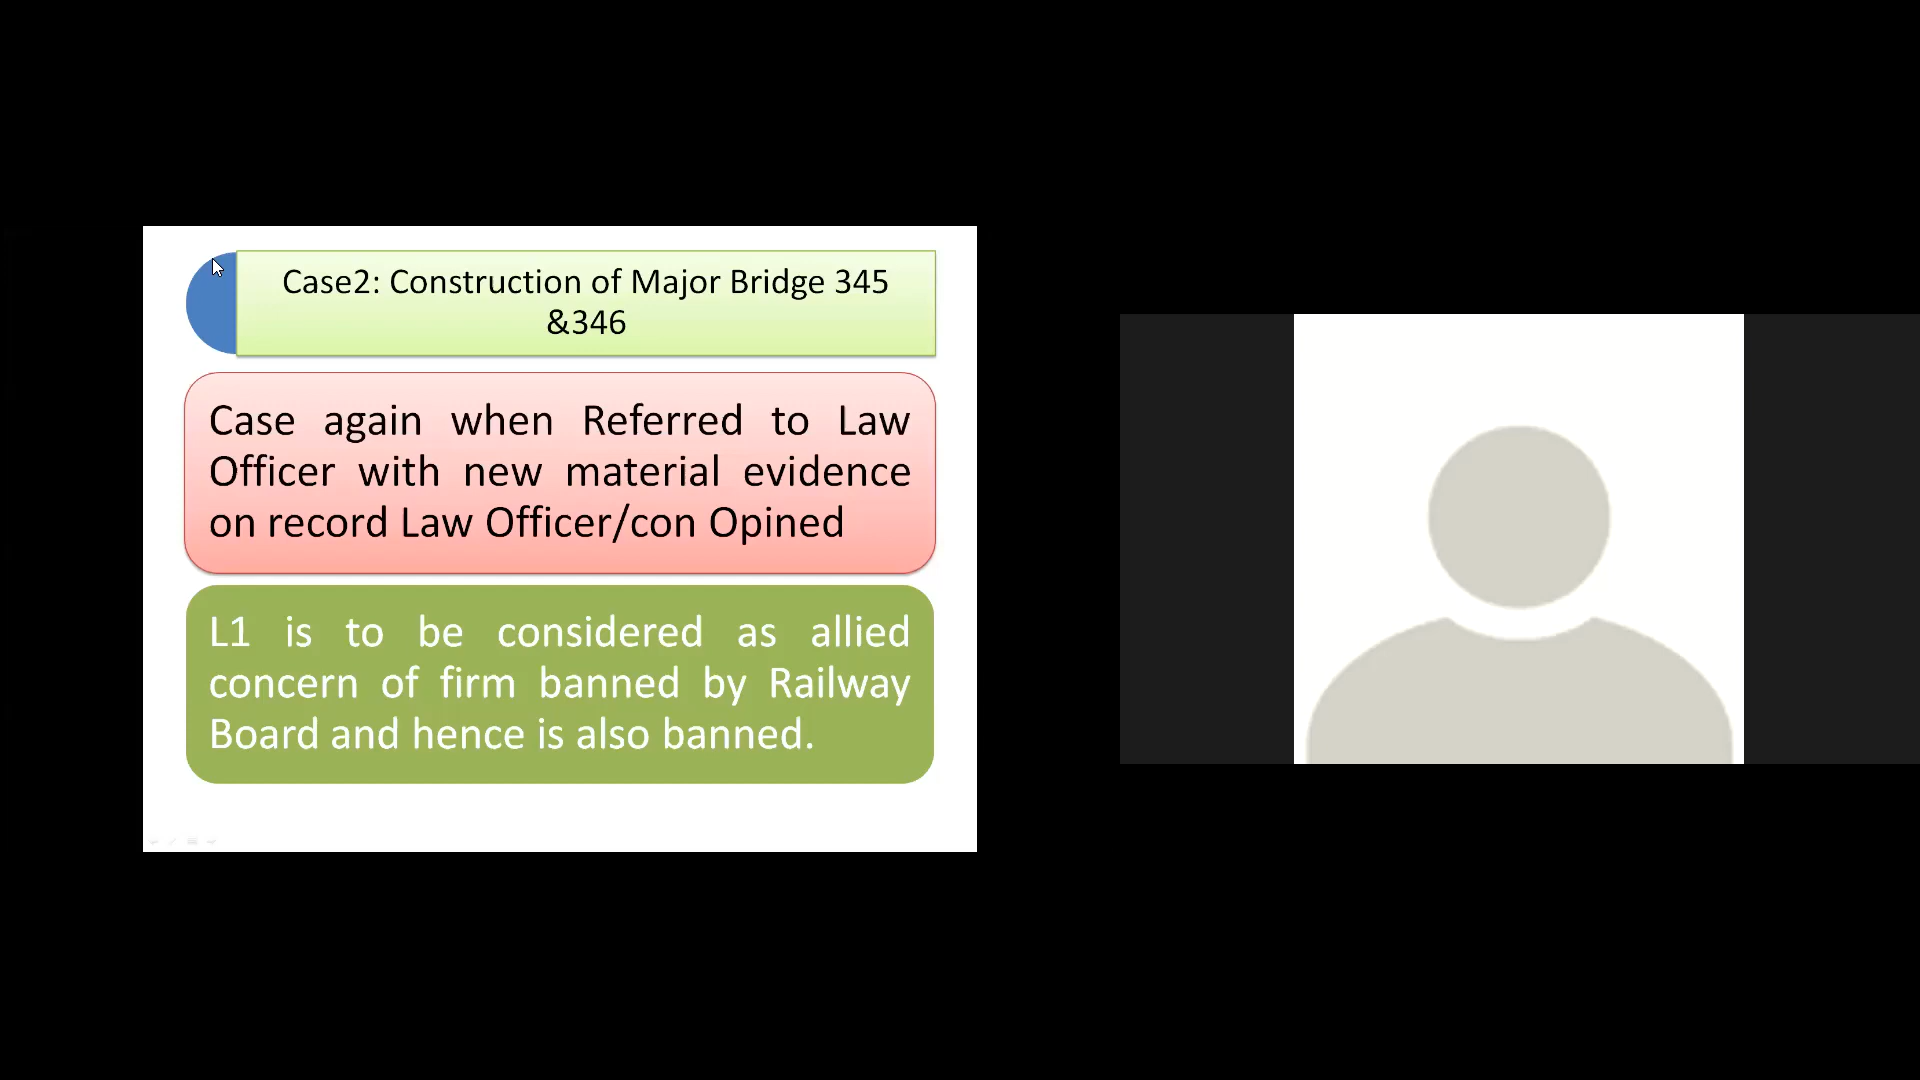 Case2: Construction of Major Bridge 345
&346
Case again when Referred to Law
Officer with new material evidence
on record Law Officer/con Opined
L1 is to be considered as allied
concern of firm banned by Railway
Board and hence is also banned.